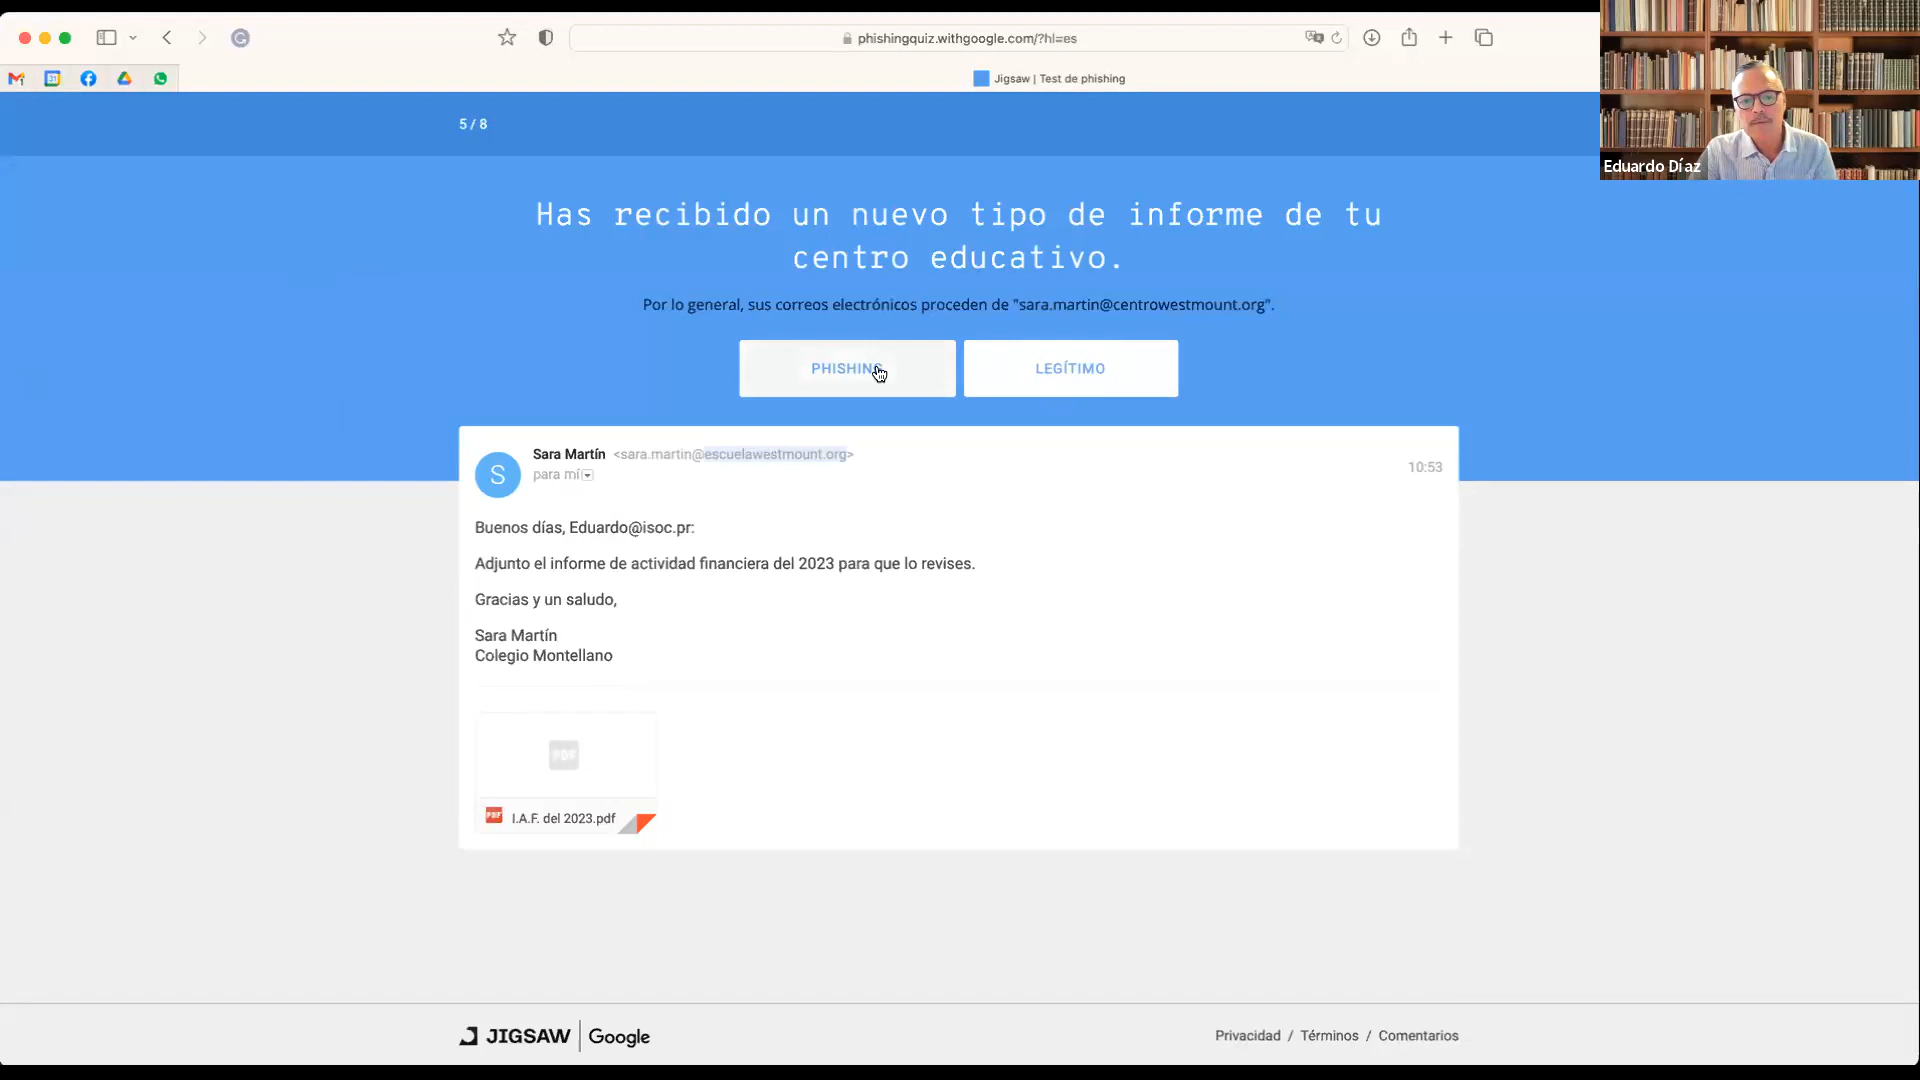 phishingquiz.withgoogle.com/?hl=es
Jigsaw | Test de phishing
Eduardo Díaz
5 / 8
Has recibido un nuevo tipo de informe de tu
centro educativo.
Por lo general, sus correos electrónicos proceden de "sara.martin@centrowestmount.org".
PHISHING
LEGÍTIMO
S
Sara Martín <sara.martin@escuelawestmount.org>
para mí
10:53
Buenos días, Eduardo@isoc.pr:
Adjunto el informe de actividad financiera del 2023 para que lo revises.
Gracias y un saludo,
Sara Martín
Colegio Montellano
PDF
PDF I.A.F. del 2023.pdf
JIGSAW | Google
Privacidad / Términos / Comentarios